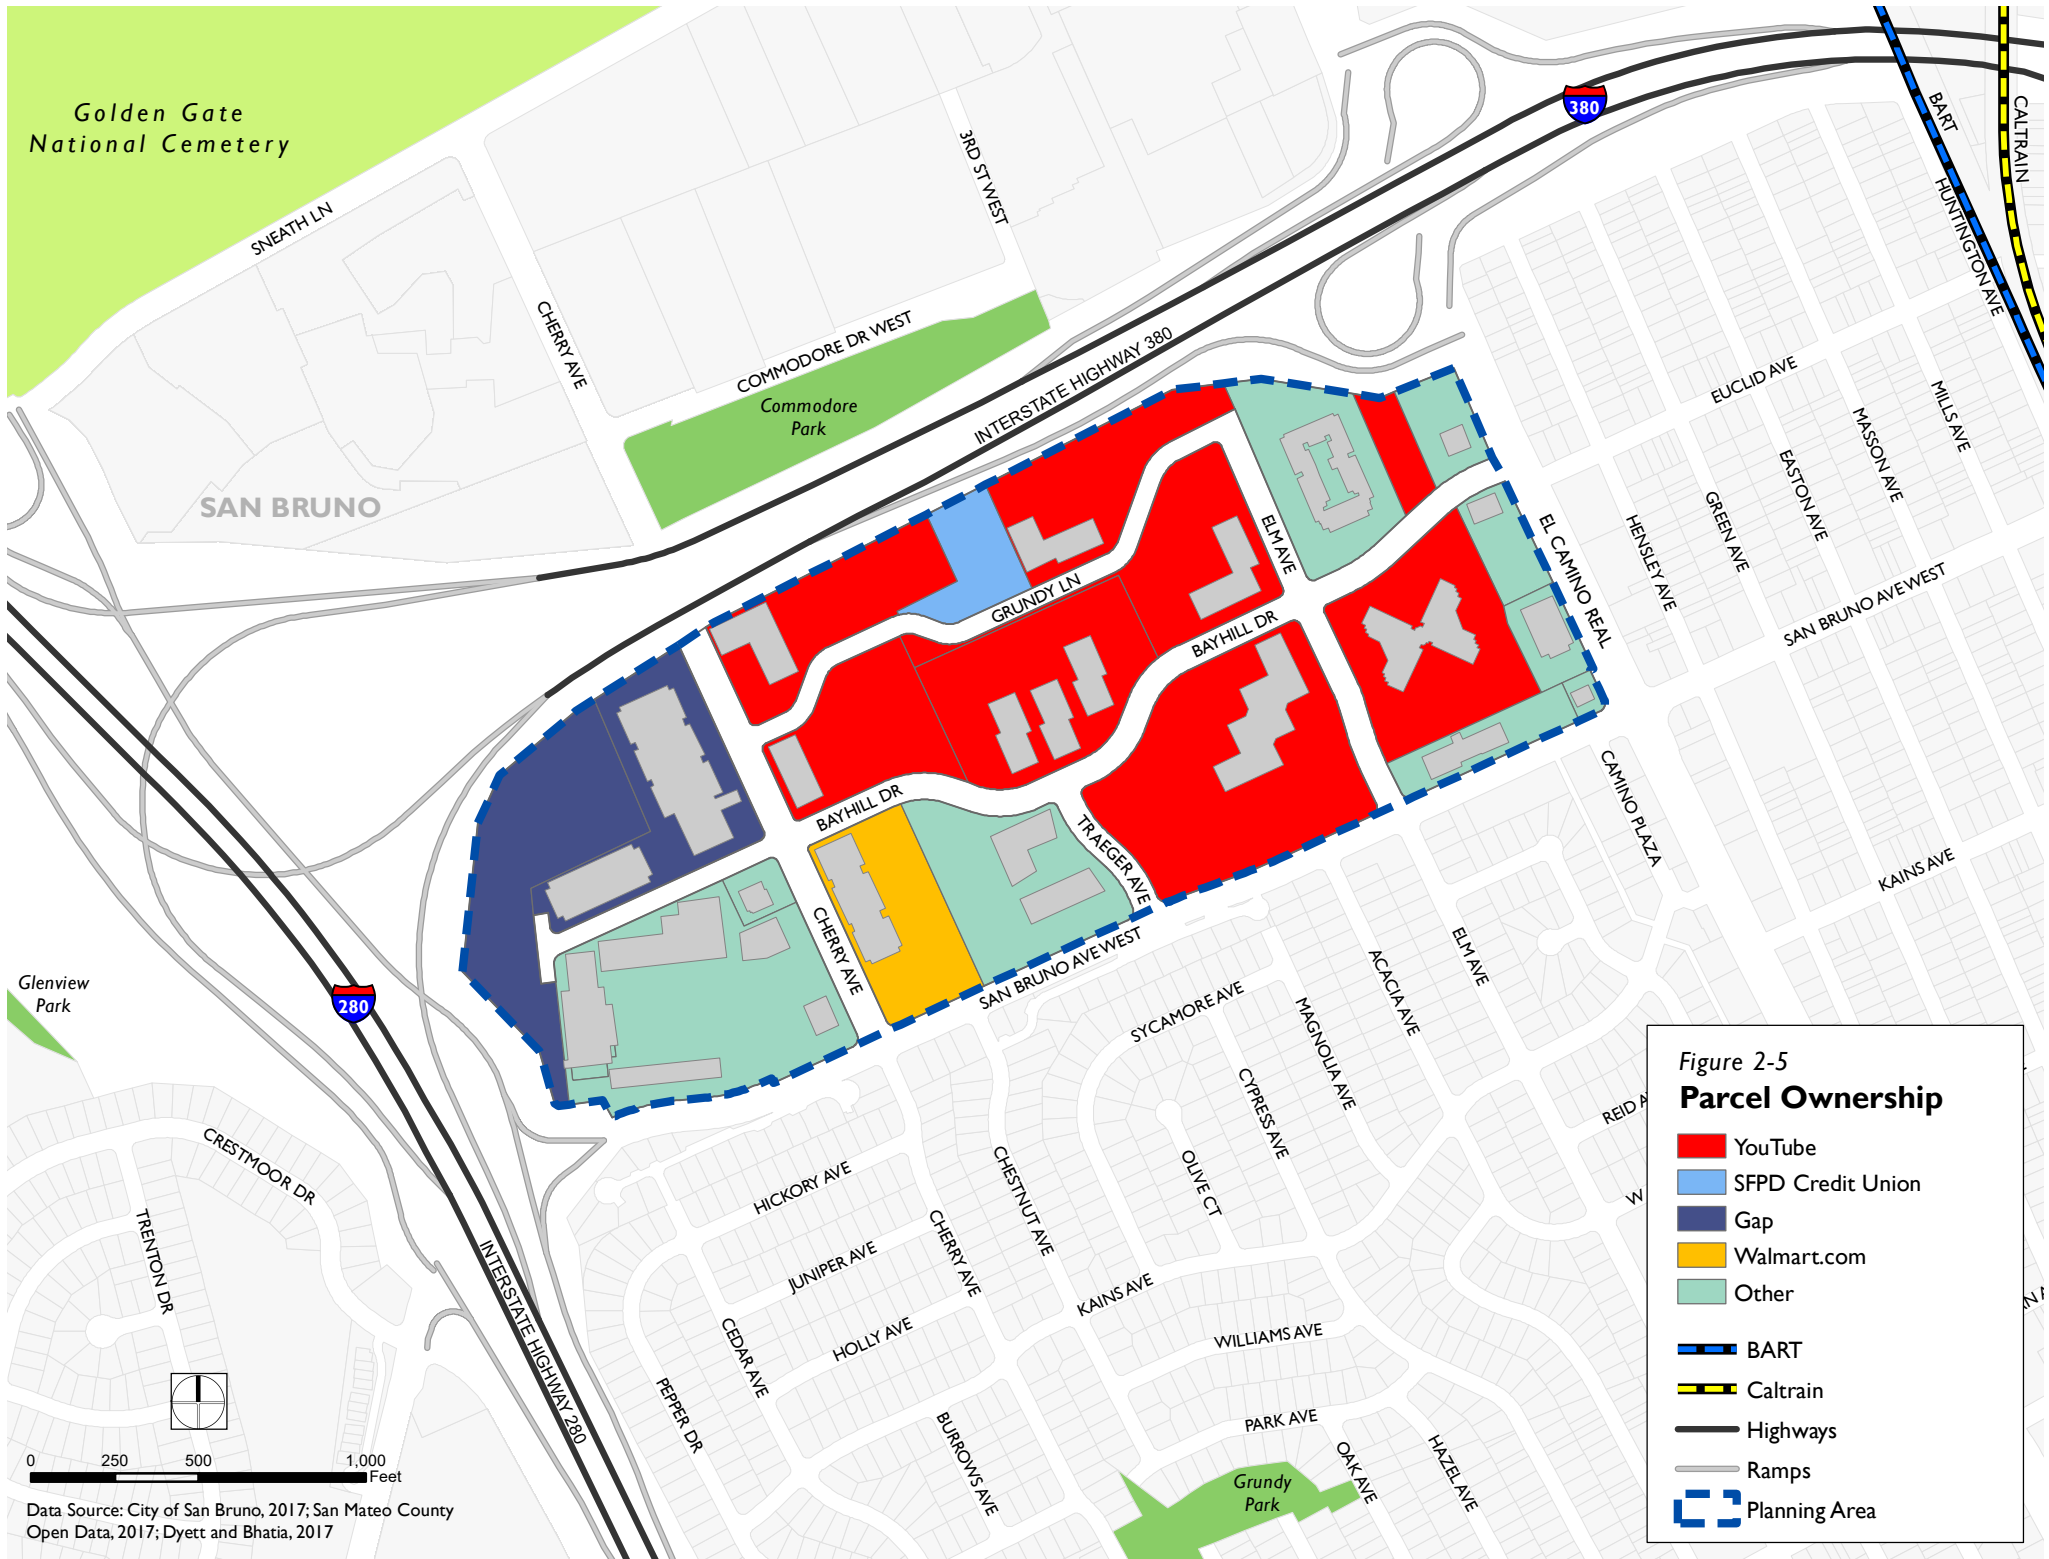 Golden Gate
National Cemetery
SNEATH LN
CHERRY AVE
3RD ST WEST
COMMODORE DR WEST
Commodore
Park
INTERSTATE HIGHWAY 380
380
BART
CALTRAIN
HUNTINGTON AVE
EUCLID AVE
MILLS AVE
MASSON AVE
EASTON AVE
GREEN AVE
HENSLEY AVE
SAN BRUNO AVE WEST
EL CAMINO REAL
SAN BRUNO
ELM AVE
GRUNDY LN
BAYHILL DR
BAYHILL DR
TRAEGER AVE
CHERRY AVE
SAN BRUNO AVE WEST
CAMINO PLAZA
KAINS AVE
ELM AVE
ACACIA AVE
SYCAMORE AVE
MAGNOLIA AVE
CYPRESS AVE
OLIVE CT
Glenview
Park
280
CRESTMOOR DR
TRENTON DR
INTERSTATE HIGHWAY 280
HICKORY AVE
CHESTNUT AVE
CHERRY AVE
JUNIPER AVE
HOLLY AVE
KAINS AVE
WILLIAMS AVE
CEDAR AVE
PEPPER DR
BURROWS AVE
PARK AVE
OAK AVE
HAZEL AVE
Grundy
Park
REID A
W
Figure 2-5
Parcel Ownership
YouTube
SFPD Credit Union
Gap
Walmart.com
Other
BART
Caltrain
Highways
Ramps
Planning Area
0 250 500 1,000
Feet
Data Source: City of San Bruno, 2017; San Mateo County
Open Data, 2017; Dyett and Bhatia, 2017